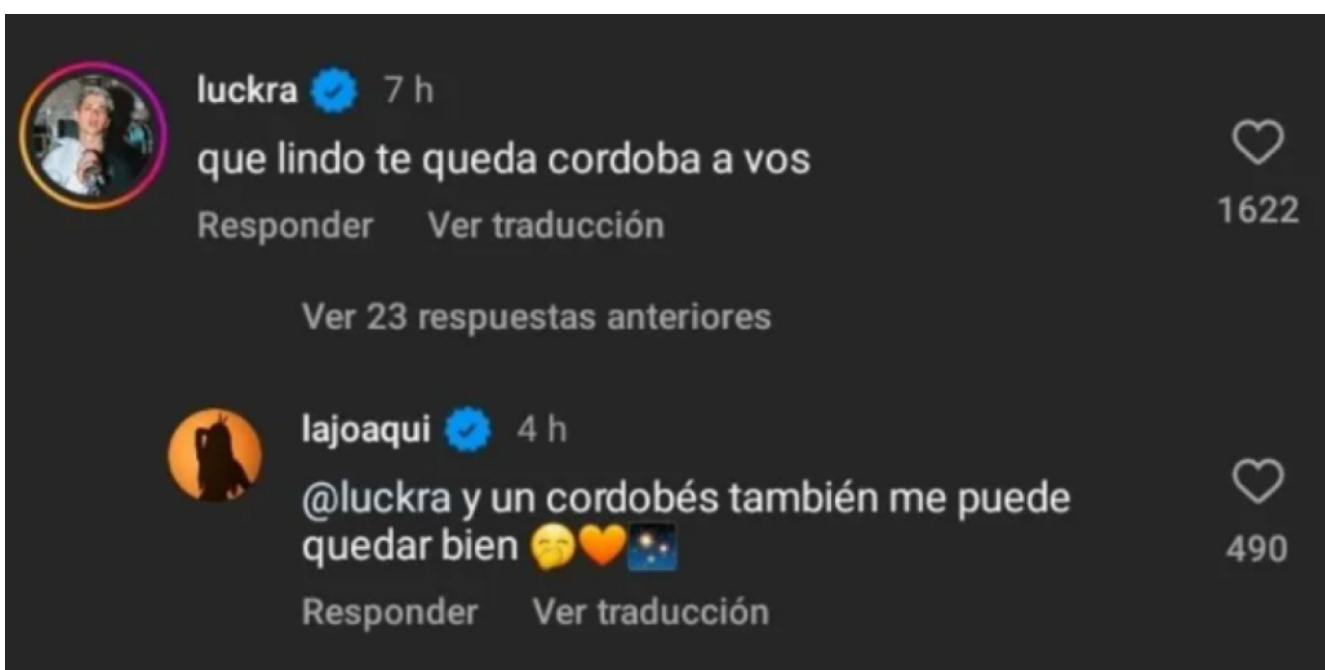 luckra 7 h
que lindo te queda cordoba a vos
1622
Responder Ver traducción
Ver 23 respuestas anteriores
lajoaqui 4 h
@luckra y un cordobés también me puede
quedar bien 🤭🧡🎇
490
Responder Ver traducción